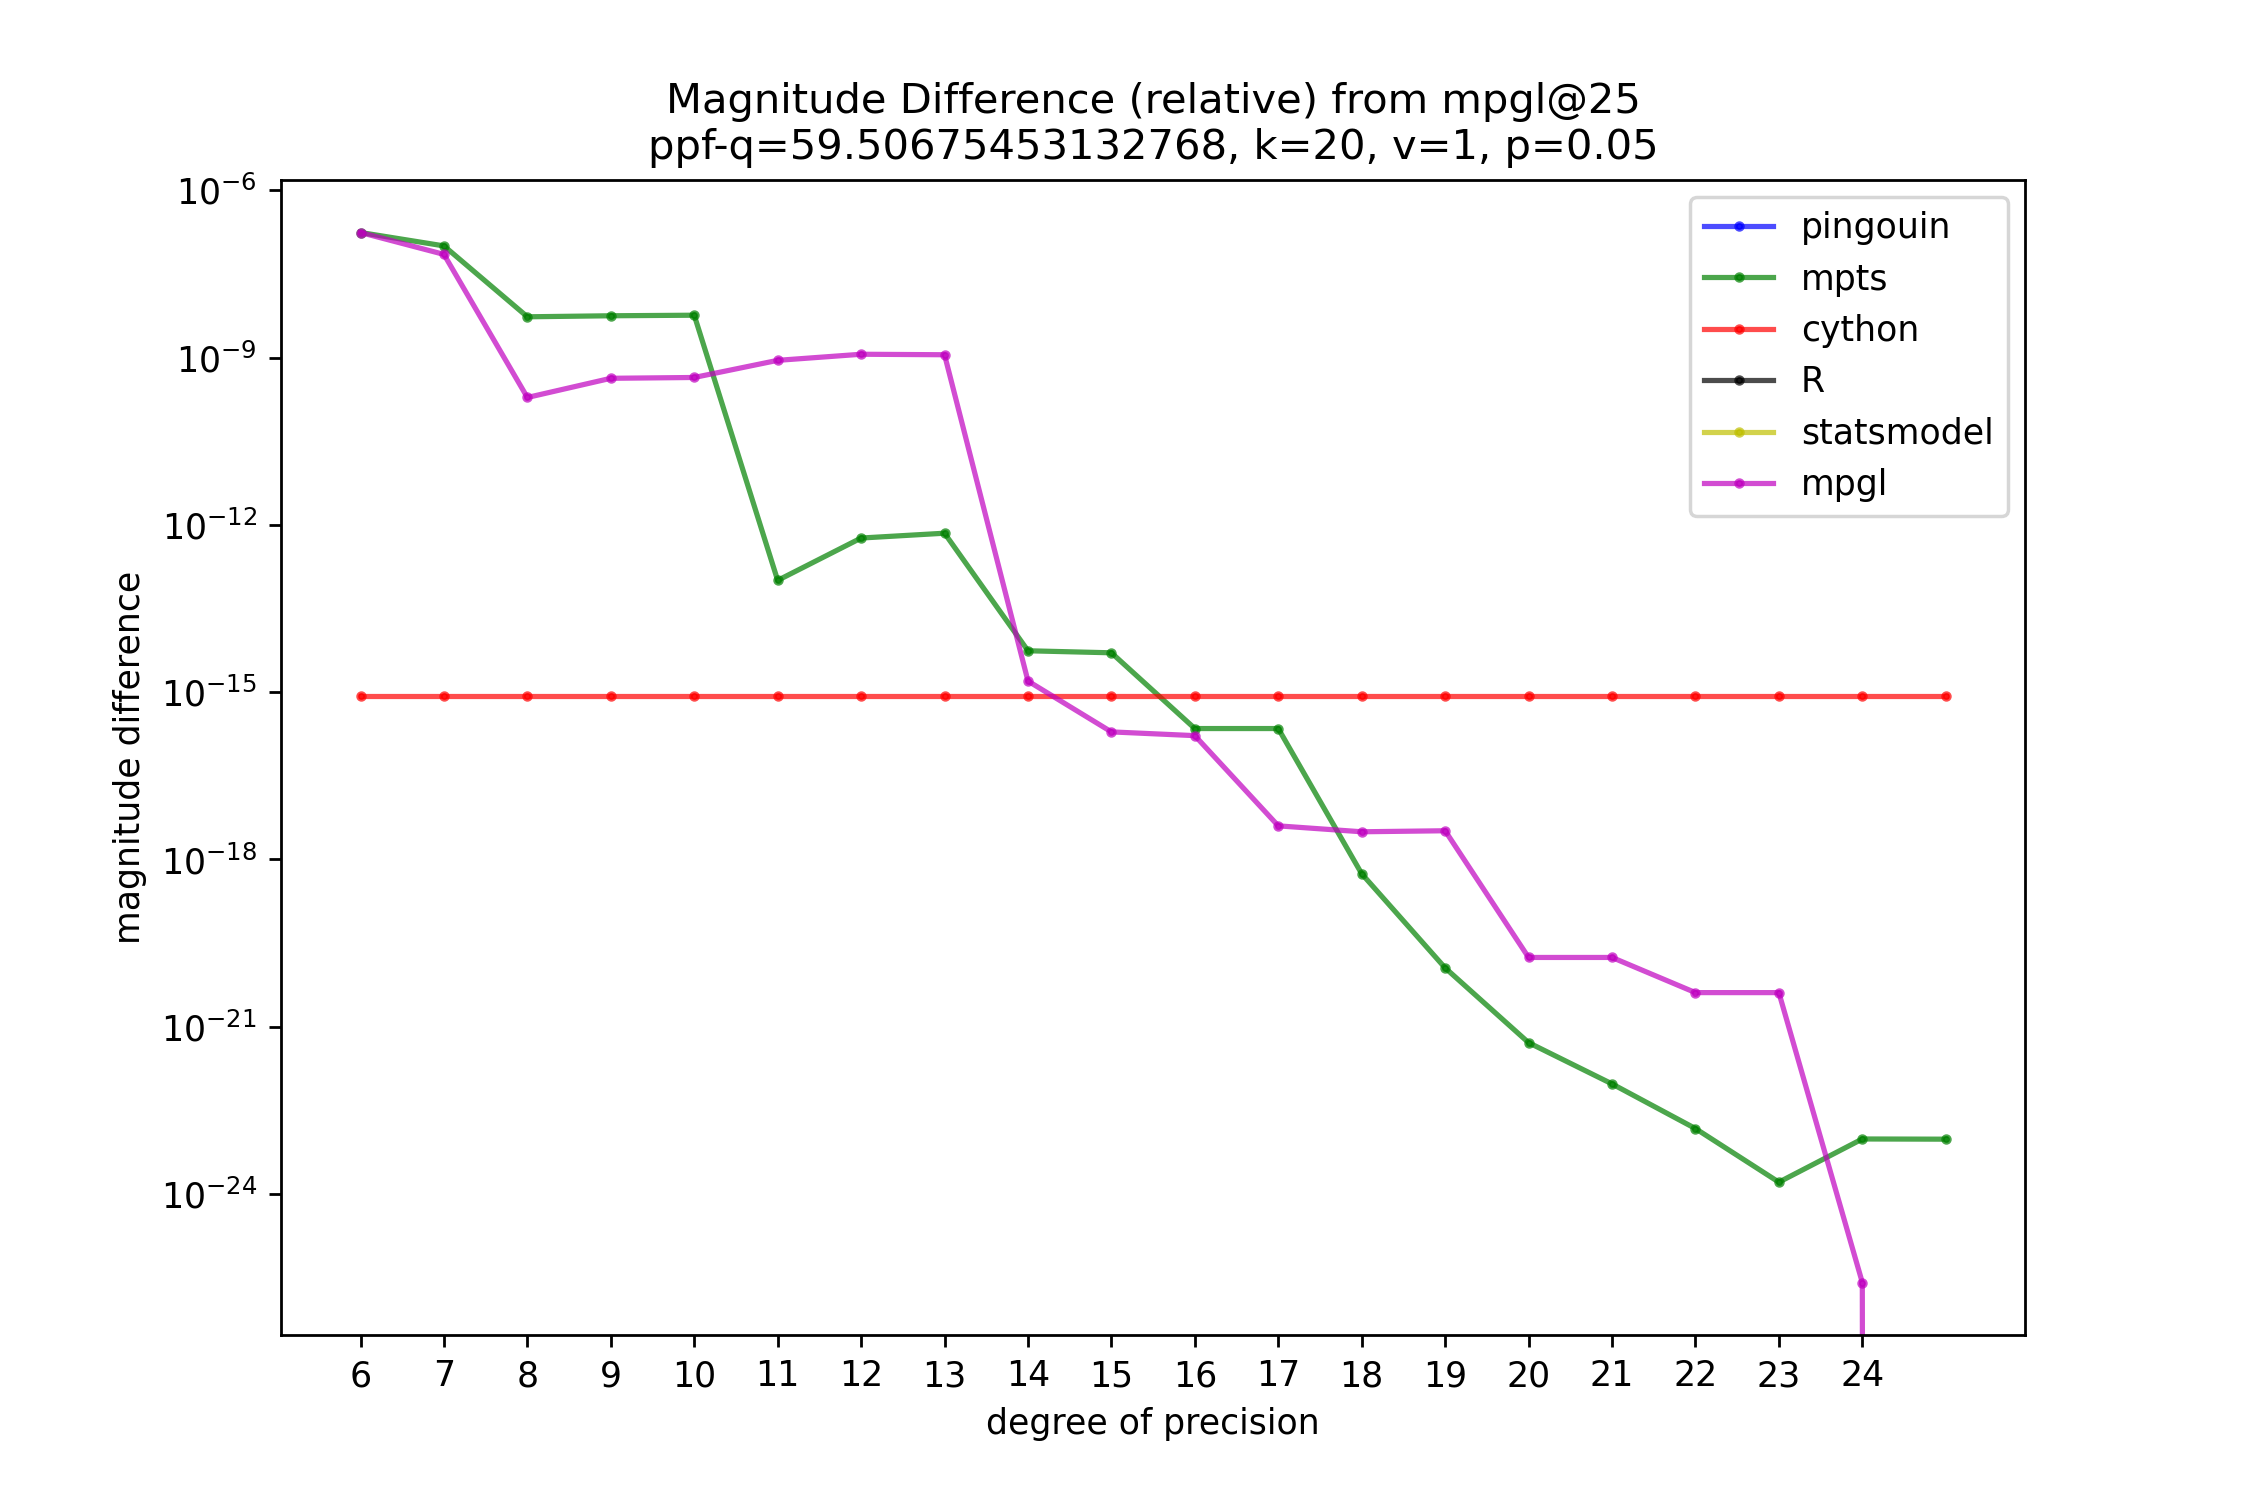 Magnitude Difference (relative) from mpgl@25
ppf-q=59.50675453132768, k=20, v=1, p=0.05
magnitude difference
10⁻⁶
10⁻⁹
10⁻¹²
10⁻¹⁵
10⁻¹⁸
10⁻²¹
10⁻²⁴
pingouin
mpts
cython
R
statsmodel
mpgl
6 7 8 9 10 11 12 13 14 15 16 17 18 19 20 21 22 23 24
degree of precision